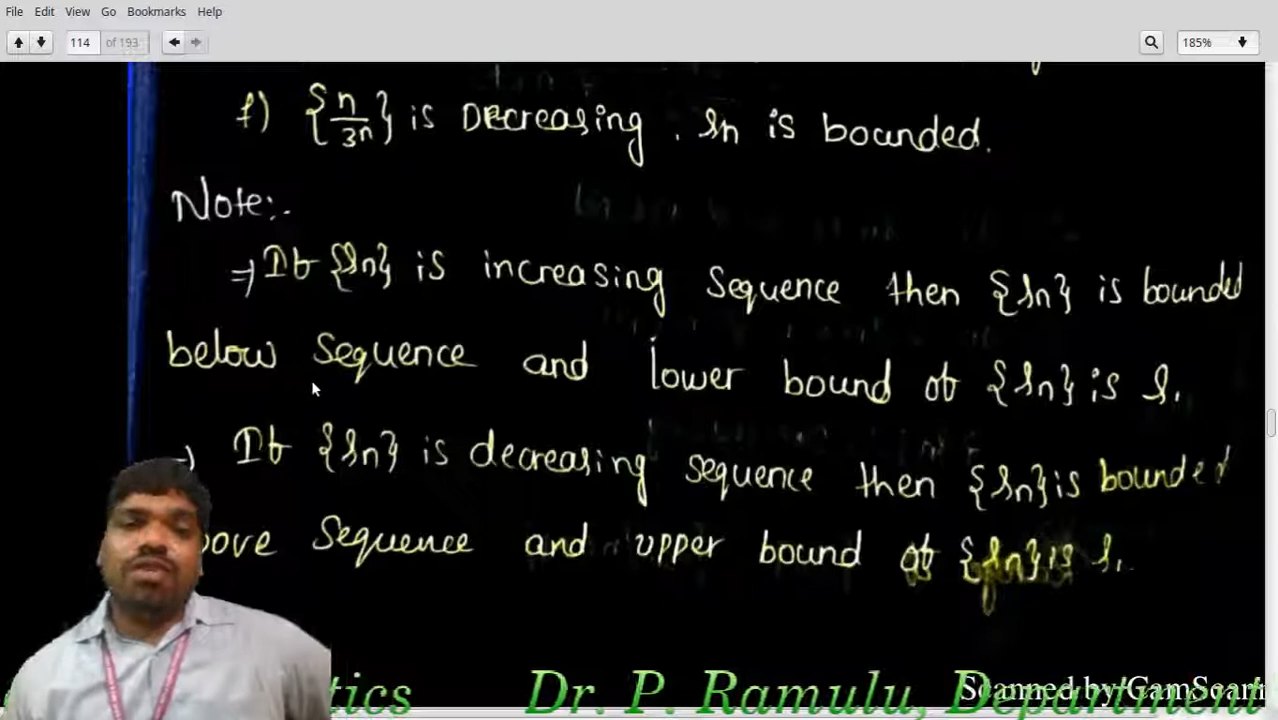 File Edit View Go Bookmarks Help
114 of 193 185%
f) {n/3n} is Decreasing. Sn is bounded.
Note:-
⇒ If {Sn} is increasing sequence then {Sn} is bounded
below sequence and lower bound of {Sn} is S1
→ If {Sn} is decreasing sequence then {Sn} is bounded
ove sequence and upper bound of {Sn} is S1.
tics Dr. P. Ramulu, Department
Scanned by CamScann